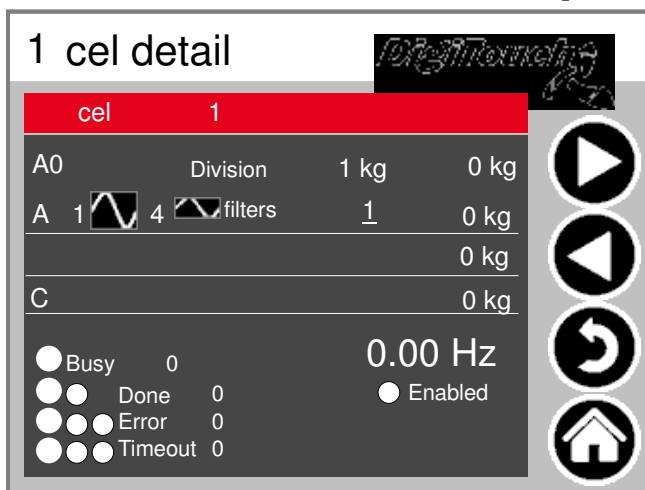 1 cel detail
DigiTouch
cel 1
A0 Division 1 kg 0 kg
A 1 4 filters 1 0 kg
0 kg
C 0 kg
Busy 0
0.00 Hz
Done 0
Enabled
Error 0
Timeout 0